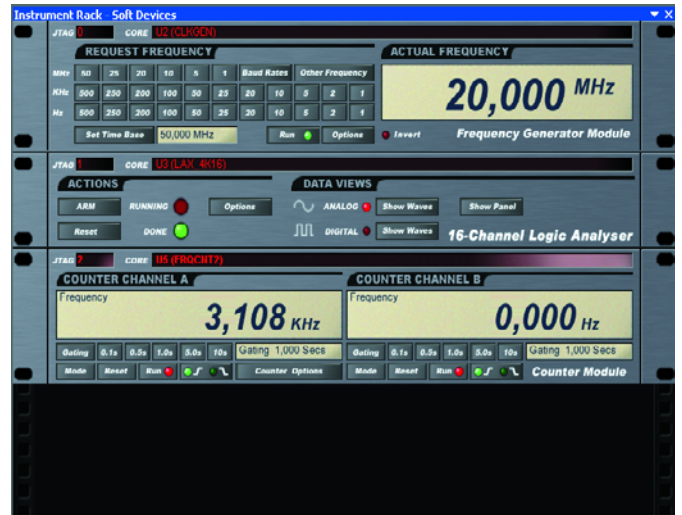 Instrument Rack - Soft Devices
JTAG 0 CORE U2 (CLKGEN)
REQUEST FREQUENCY
ACTUAL FREQUENCY
MHz 50 25 20 10 5 1 Baud Rates Other Frequency
KHz 500 250 200 100 50 25 20 10 5 2 1
Hz 500 250 200 100 50 25 20 10 5 2 1
20,000 MHz
Set Time Base 50,000 MHz Run Options Invert Frequency Generator Module
JTAG 1 CORE U3 (LAX_4K16)
ACTIONS
DATA VIEWS
ARM RUNNING Options ANALOG Show Waves Show Panel
Reset DONE DIGITAL Show Waves 16-Channel Logic Analyser
JTAG 2 CORE U5 (FRQCNT2)
COUNTER CHANNEL A
COUNTER CHANNEL B
Frequency
3,108 KHz
Frequency
0,000 Hz
Gating 0.1s 0.5s 1.0s 5.0s 10s Gating 1,000 Secs
Gating 0.1s 0.5s 1.0s 5.0s 10s Gating 1,000 Secs
Mode Reset Run Counter Options
Mode Reset Run Counter Module